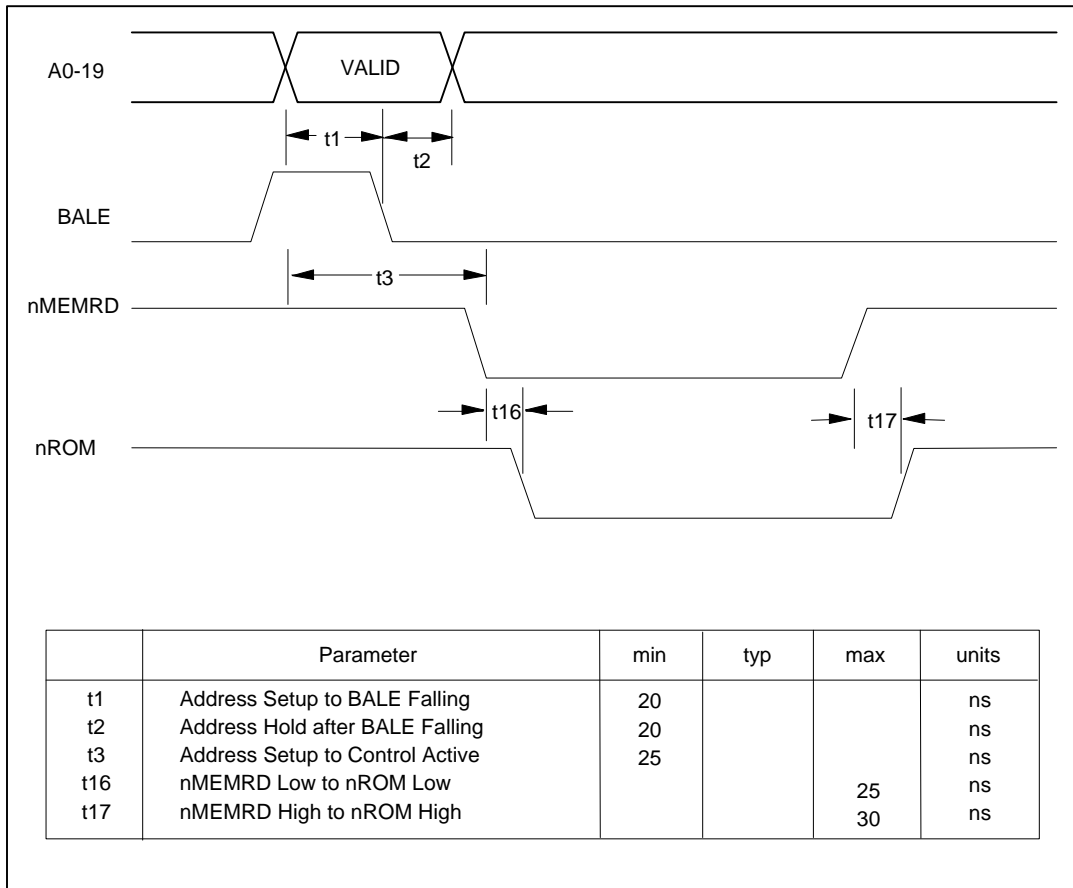 A0-19
VALID
t1
t2
BALE
t3
nMEMRD
t16
t17
nROM
Parameter min typ max units
t1 Address Setup to BALE Falling 20 ns
t2 Address Hold after BALE Falling 20 ns
t3 Address Setup to Control Active 25 ns
t16 nMEMRD Low to nROM Low 25 ns
t17 nMEMRD High to nROM High 30 ns